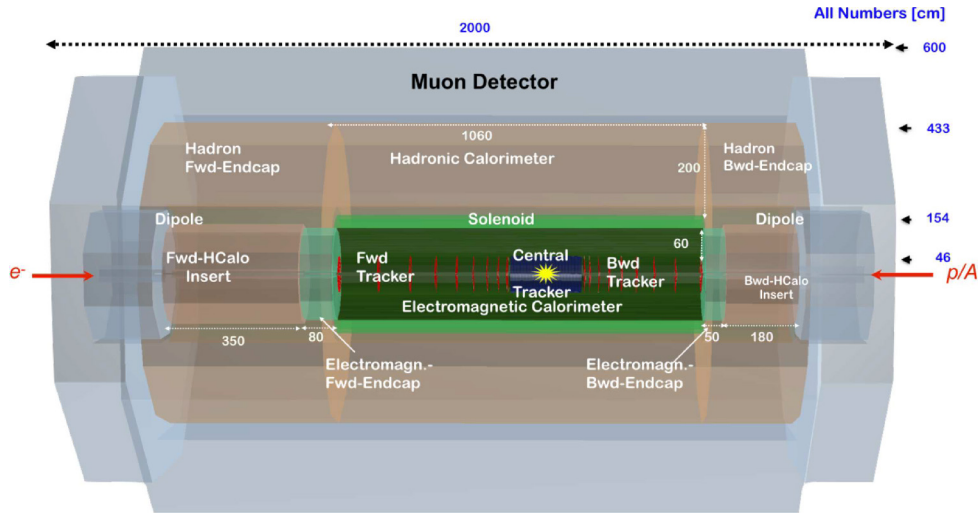 All Numbers [cm]
2000
600
Muon Detector
1060
433
Hadron
Fwd-Endcap
Hadronic Calorimeter
Hadron
Bwd-Endcap
200
Dipole
Solenoid
Dipole
154
60
46
e-
Fwd-HCalo
Insert
Fwd
Tracker
Central
Tracker
Bwd
Tracker
Bwd-HCalo
Insert
p/A
Electromagnetic Calorimeter
350
80
50
180
Electromagn.-
Fwd-Endcap
Electromagn.-
Bwd-Endcap